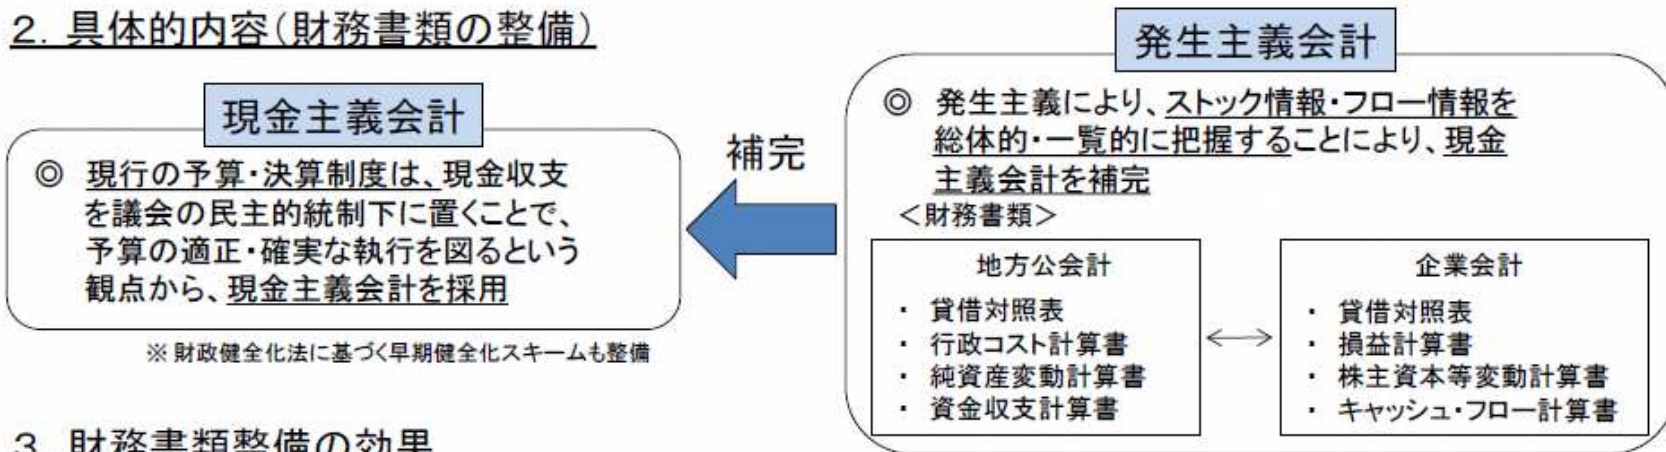 2．具体的内容(財務書類の整備)
現金主義会計
◎ 現行の予算・決算制度は、現金収支
を議会の民主的統制下に置くことで、
予算の適正・確実な執行を図るという
観点から、現金主義会計を採用
※ 財政健全化法に基づく早期健全化スキームも整備
補完
発生主義会計
◎ 発生主義により、ストック情報・フロー情報を
総体的・一覧的に把握することにより、現金
主義会計を補完
＜財務書類＞
地方公会計
・ 貸借対照表
・ 行政コスト計算書
・ 純資産変動計算書
・ 資金収支計算書
企業会計
・ 貸借対照表
・ 損益計算書
・ 株主資本等変動計算書
・ キャッシュ・フロー計算書
3．財務書類整備の効果